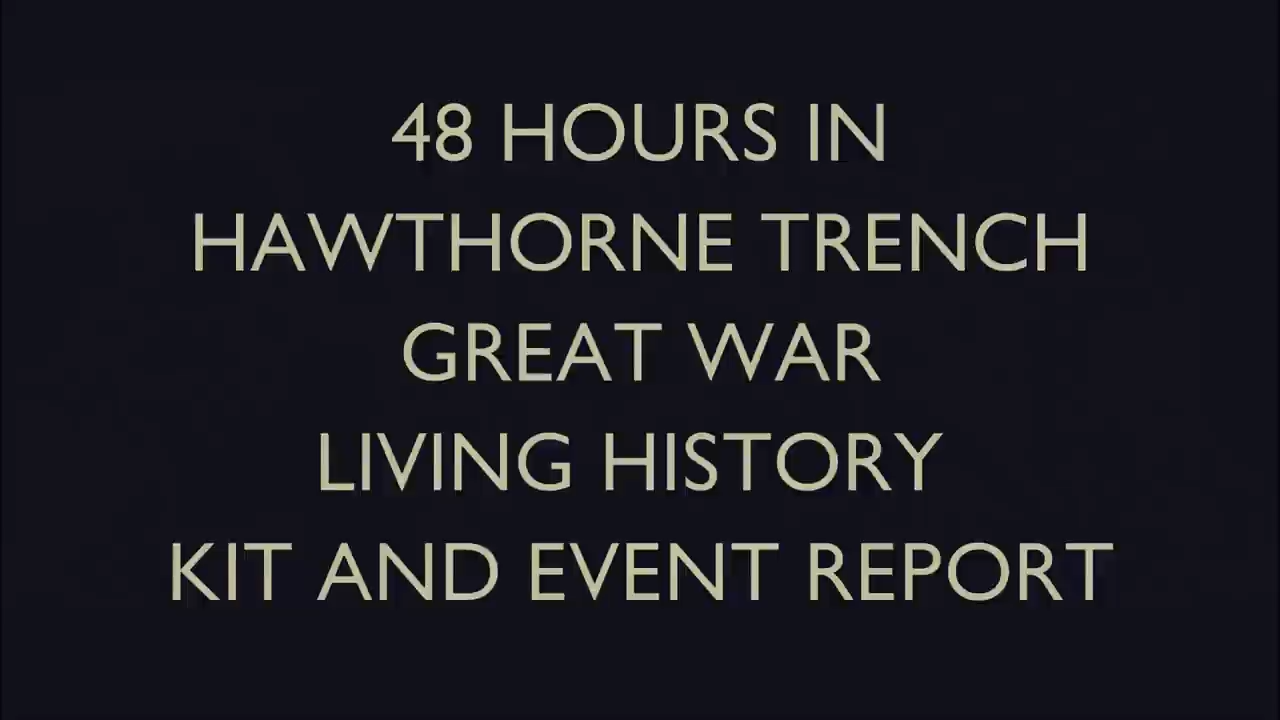 48 HOURS IN
HAWTHORNE TRENCH
GREAT WAR
LIVING HISTORY
KIT AND EVENT REPORT